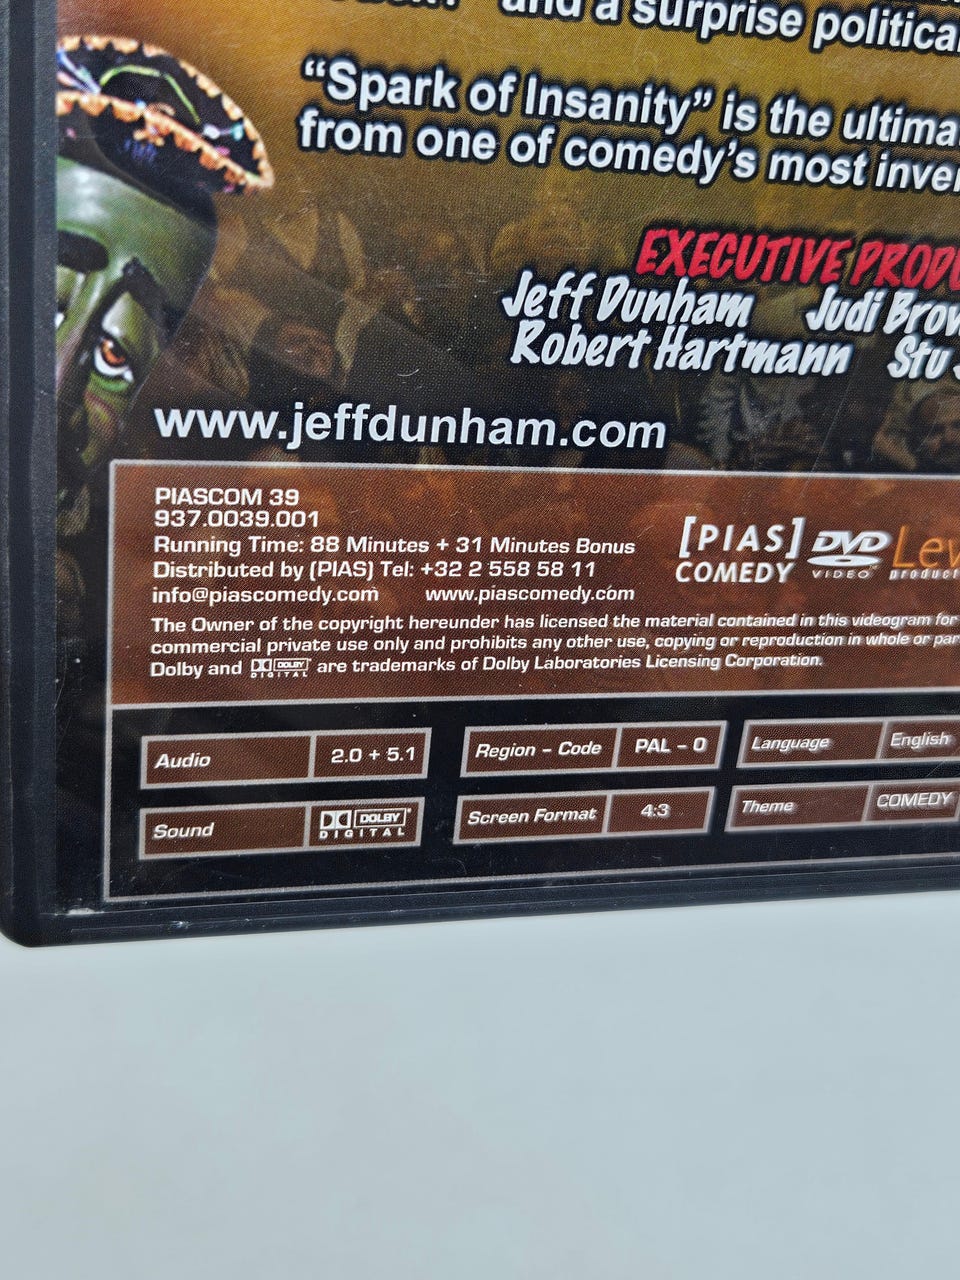 and a surprise political
"Spark of Insanity" is the
from one of comedy's most
EXECUTIVE
Jeff Dunham Judi
Robert Hartmann Stu
www.jeffdunham.com
PIASCOM 39
937.0039.001
Running Time: 88 Minutes + 31 Minutes Bonus
Distributed by [PIAS] Tel: +32 2 558 58 11
info@piascomedy.com www.piascomedy.com
[PIAS] COMEDY
DVD VIDEO
The Owner of the copyright hereunder has licensed the material contained in this videogram for
commercial private use only and prohibits any other use, copying or reproduction in whole or
Dolby and DOLBY DIGITAL are trademarks of Dolby Laboratories Licensing Corporation.
Audio 2.0 + 5.1 Region - Code PAL - 0 Language English
Sound DOLBY DIGITAL Screen Format 4:3 Theme COMEDY